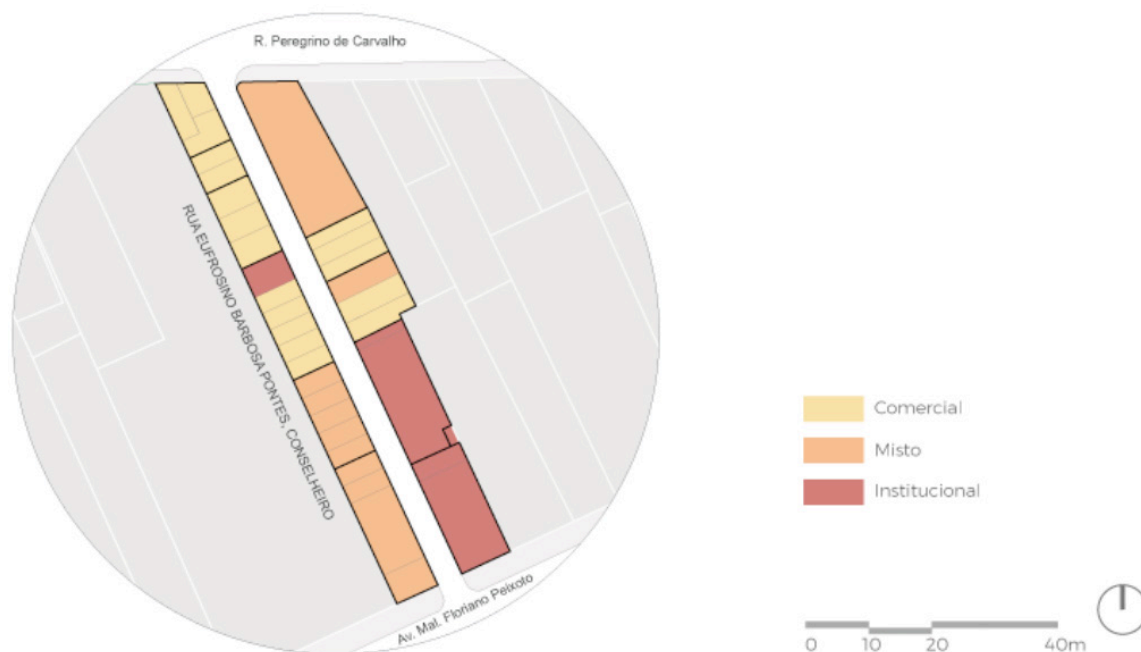 R. Peregrino de Carvalho
RUA EUFROSINO BARBOSA PONTES, CONSELHEIRO
Av. Mal. Floriano Peixoto
Comercial
Misto
Institucional
0 10 20 40m